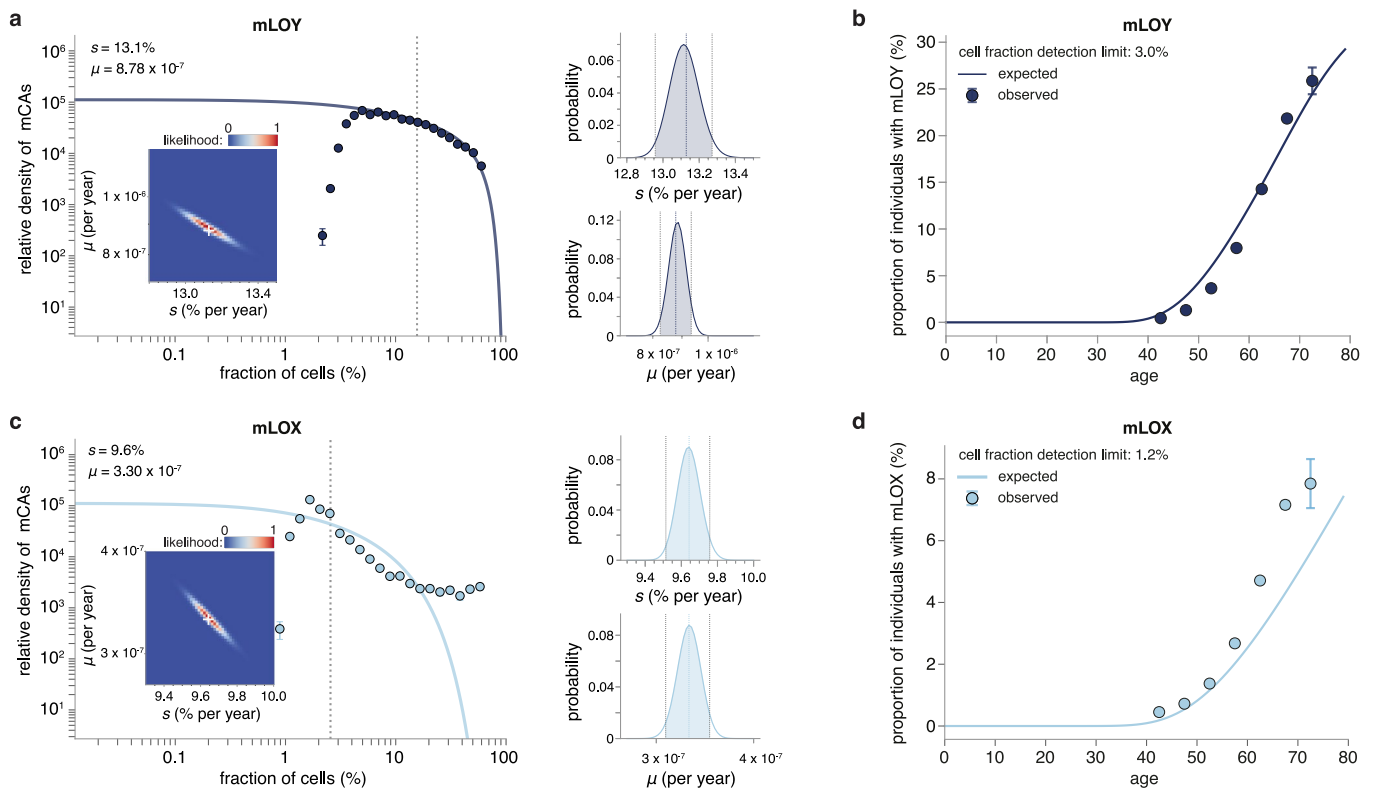 a
mLOY
s = 13.1%
μ = 8.78 x 10⁻⁷
relative density of mCAs
10⁶
10⁵
10⁴
10³
10²
10¹
0.1 1 10 100
fraction of cells (%)
likelihood: 0 1
μ (per year)
1 x 10⁻⁶
8 x 10⁻⁷
13.0 13.4
s (% per year)
probability
0.06
0.04
0.02
0
12.8 13.0 13.2 13.4
s (% per year)
probability
0.12
0.08
0.04
0
8 x 10⁻⁷ 1 x 10⁻⁶
μ (per year)
b
mLOY
cell fraction detection limit: 3.0%
expected
observed
proportion of individuals with mLOY (%)
30
25
20
15
10
5
0
0 10 20 30 40 50 60 70 80
age
c
mLOX
s = 9.6%
μ = 3.30 x 10⁻⁷
relative density of mCAs
10⁶
10⁵
10⁴
10³
10²
10¹
0.1 1 10 100
fraction of cells (%)
likelihood: 0 1
μ (per year)
4 x 10⁻⁷
3 x 10⁻⁷
9.4 9.6 9.8 10.0
s (% per year)
probability
0.08
0.04
0
9.4 9.6 9.8 10.0
s (% per year)
probability
0.08
0.04
0
3 x 10⁻⁷ 4 x 10⁻⁷
μ (per year)
d
mLOX
cell fraction detection limit: 1.2%
expected
observed
proportion of individuals with mLOX (%)
8
6
4
2
0
0 10 20 30 40 50 60 70 80
age